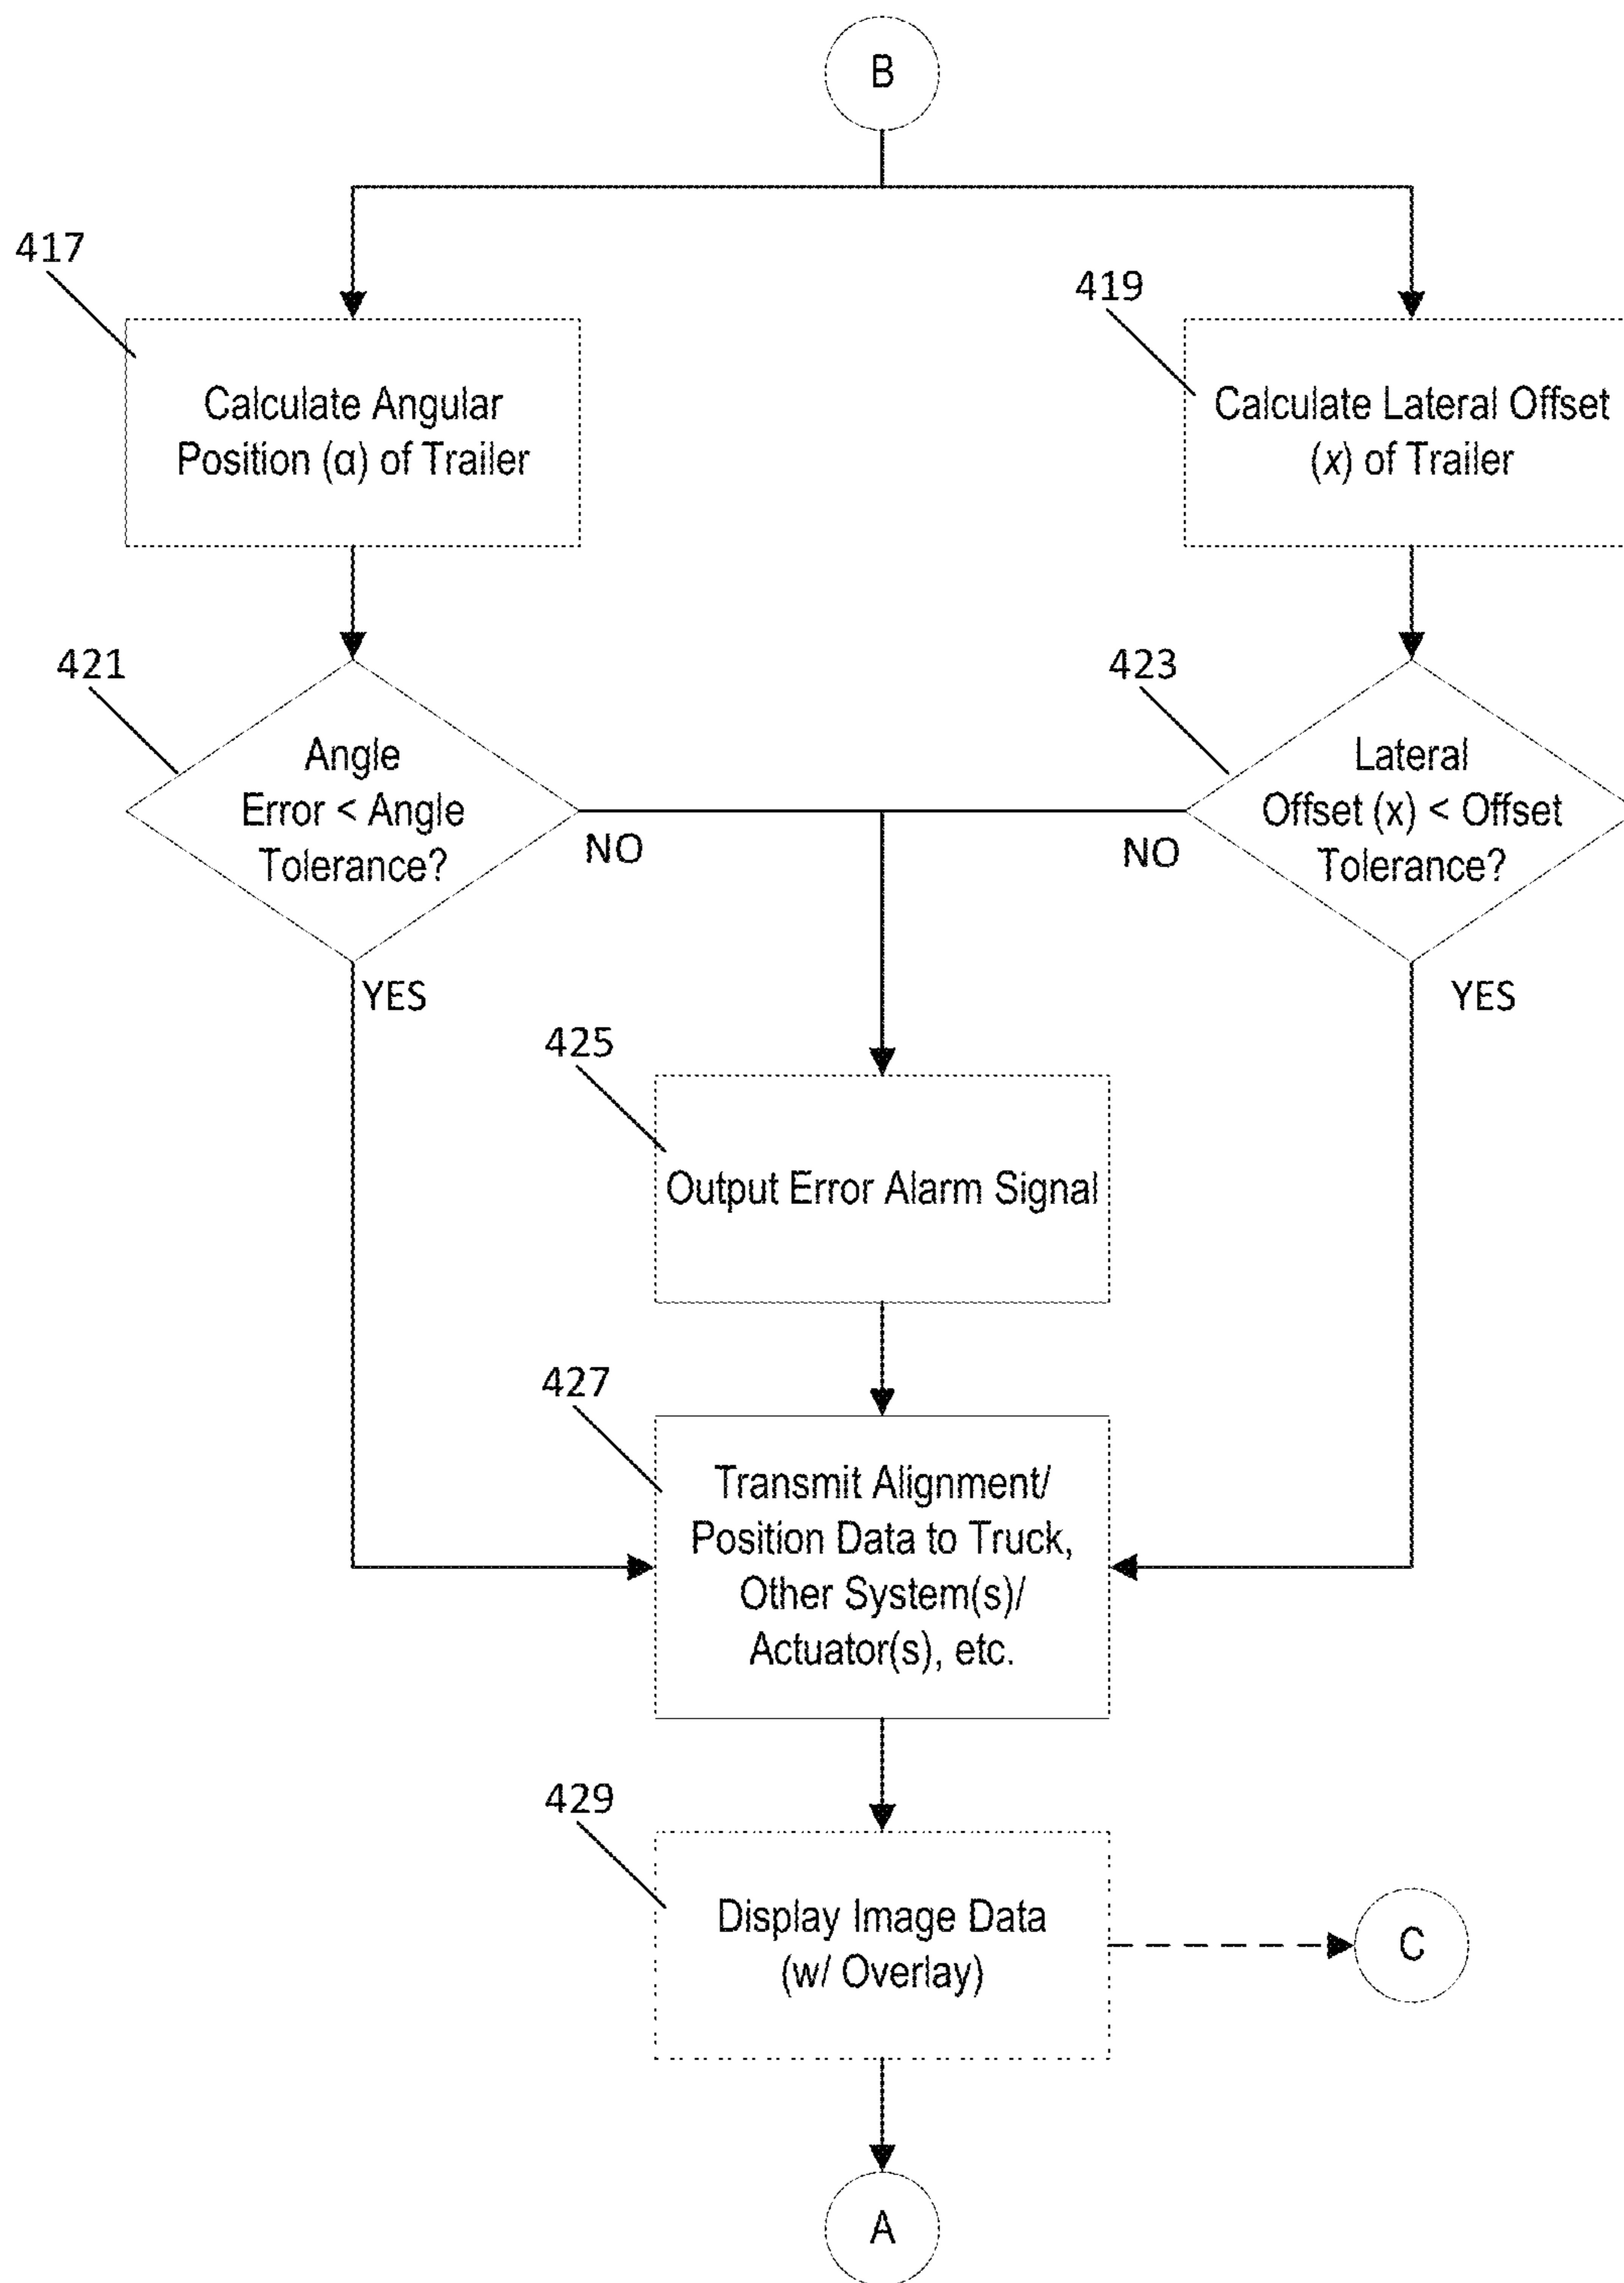 B
417
419
Calculate Angular
Position (α) of Trailer
Calculate Lateral Offset
(x) of Trailer
421
423
Angle
Error < Angle
Tolerance?
Lateral
Offset (x) < Offset
Tolerance?
NO
NO
YES
YES
425
Output Error Alarm Signal
427
Transmit Alignment/
Position Data to Truck,
Other System(s)/
Actuator(s), etc.
429
Display Image Data
(w/ Overlay)
C
A